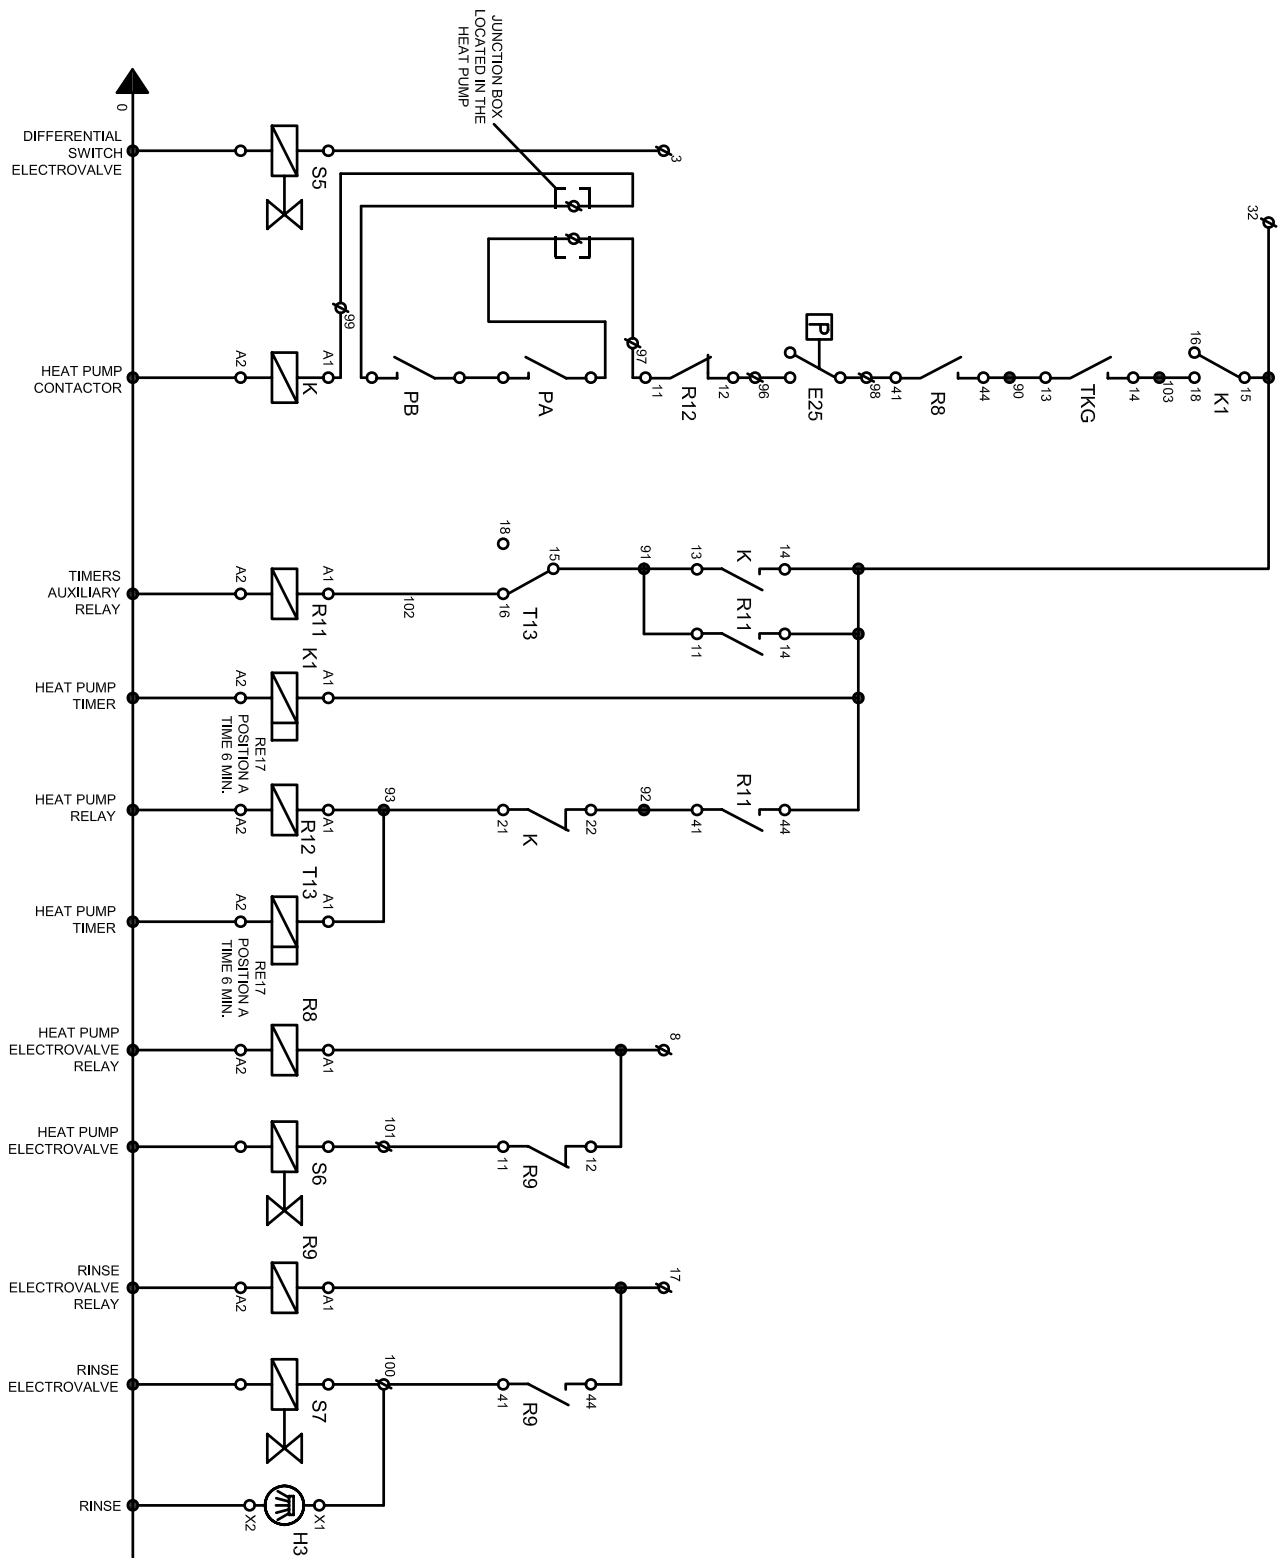 JUNCTION BOX
LOCATED IN THE
HEAT PUMP
0
DIFFERENTIAL
SWITCH
ELECTROVALVE
S5
3
32
HEAT PUMP
CONTACTOR
A2
K
A1
99
PB
PA
97
11
R12
12
96
P
E25
98
41
R8
44
90
13
TKG
14
103
16
18
K1
15
TIMERS
AUXILIARY
RELAY
A2
R11
A1
102
18
16
T13
15
91
13
K
14
11
R11
14
HEAT PUMP
TIMER
A2
K1
A1
RE17
POSITION A
TIME 6 MIN.
HEAT PUMP
RELAY
A2
R12
A1
93
21
K
22
92
41
R11
44
HEAT PUMP
TIMER
A2
T13
A1
RE17
POSITION A
TIME 6 MIN.
HEAT PUMP
ELECTROVALVE
RELAY
A2
R8
A1
8
HEAT PUMP
ELECTROVALVE
S6
101
11
R9
12
RINSE
ELECTROVALVE
RELAY
A2
R9
A1
17
RINSE
ELECTROVALVE
S7
100
41
R9
44
RINSE
X2
H3
X1